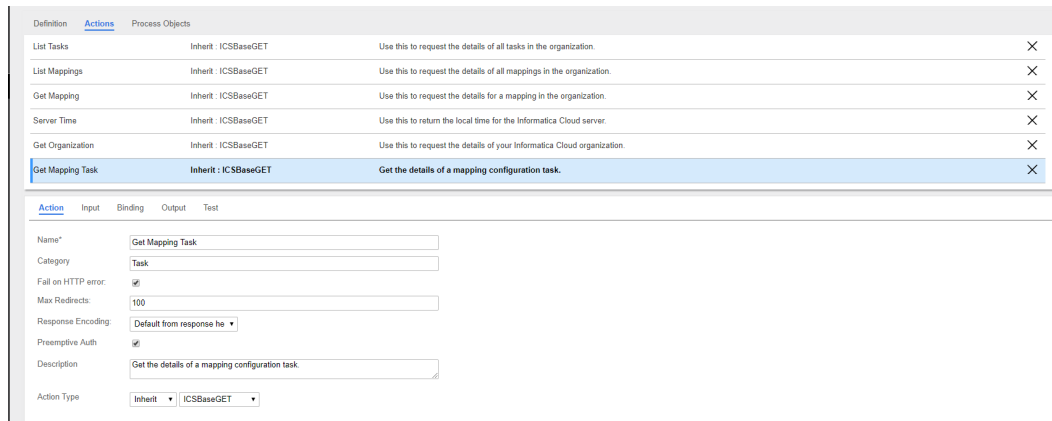 Definition Actions Process Objects
List Tasks Inherit : ICSBaseGET Use this to request the details of all tasks in the organization.
List Mappings Inherit : ICSBaseGET Use this to request the details of all mappings in the organization.
Get Mapping Inherit : ICSBaseGET Use this to request the details for a mapping in the organization.
Server Time Inherit : ICSBaseGET Use this to return the local time for the Informatica Cloud server.
Get Organization Inherit : ICSBaseGET Use this to request the details of your Informatica Cloud organization.
Get Mapping Task Inherit : ICSBaseGET Get the details of a mapping configuration task.
Action Input Binding Output Test
Name* Get Mapping Task
Category Task
Fail on HTTP error:
Max Redirects: 100
Response Encoding: Default from response he
Preemptive Auth
Description Get the details of a mapping configuration task.
Action Type Inherit ICSBaseGET